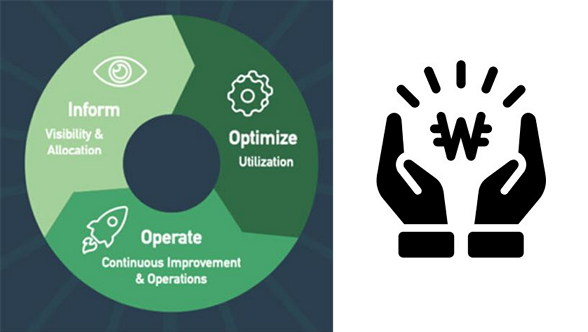 Inform
Visibility &
Allocation
Optimize
Utilization
Operate
Continuous Improvement
& Operations
₩